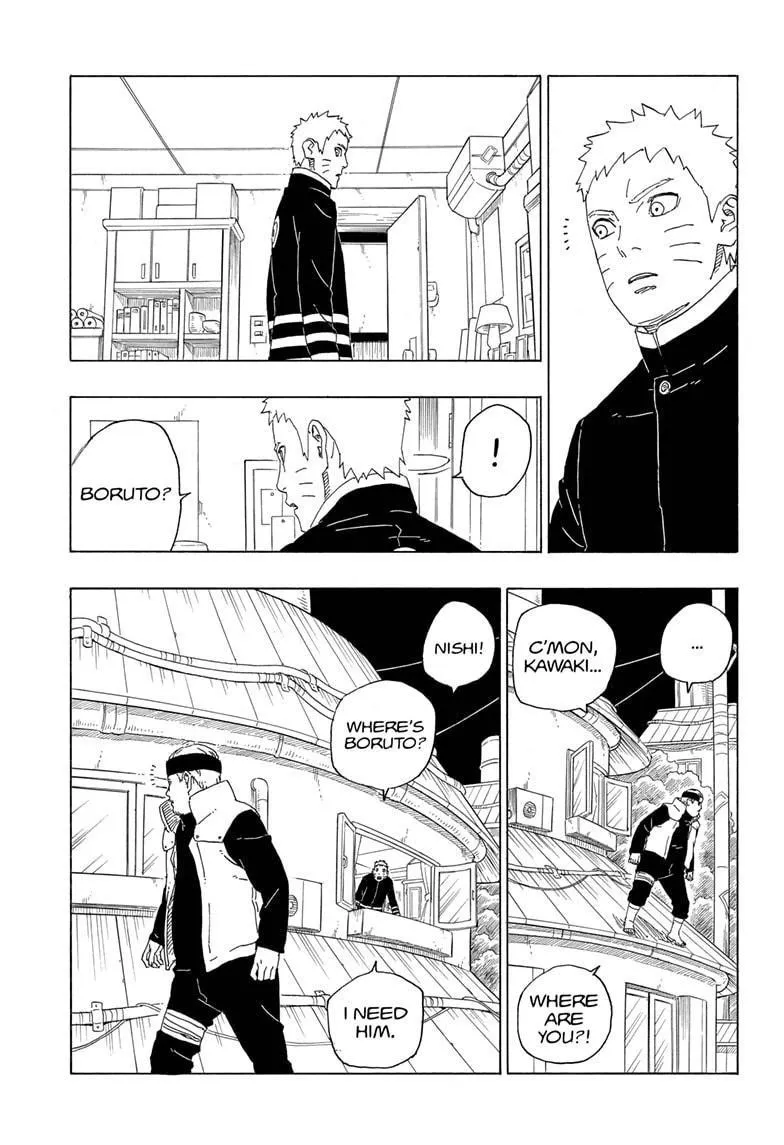 !
BORUTO?
...
C'MON,
KAWAKI...
WHERE
ARE
YOU?!
NISHI!
WHERE'S
BORUTO?
I NEED
HIM.